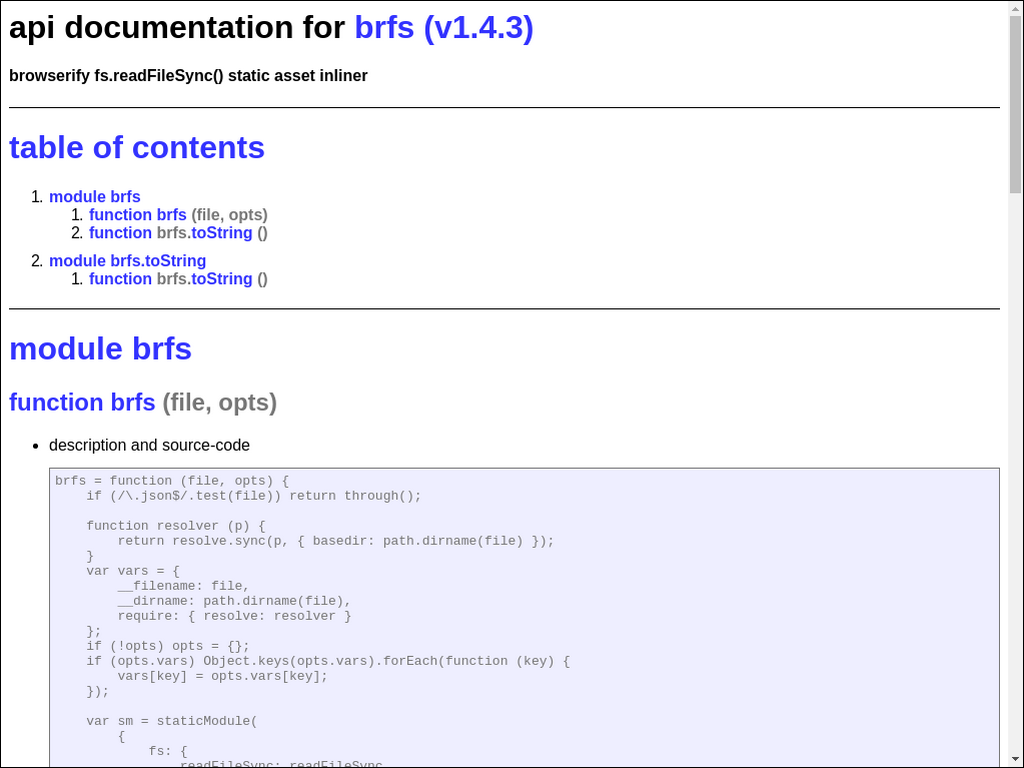 api documentation for brfs (v1.4.3)
browserify fs.readFileSync() static asset inliner
table of contents
1. module brfs
1. function brfs (file, opts)
2. function brfs.toString ()
2. module brfs.toString
1. function brfs.toString ()
module brfs
function brfs (file, opts)
• description and source-code
brfs = function (file, opts) {
    if (/\.json$/.test(file)) return through();

    function resolver (p) {
        return resolve.sync(p, { basedir: path.dirname(file) });
    }
    var vars = {
        __filename: file,
        __dirname: path.dirname(file),
        require: { resolve: resolver }
    };
    if (!opts) opts = {};
    if (opts.vars) Object.keys(opts.vars).forEach(function (key) {
        vars[key] = opts.vars[key];
    });

    var sm = staticModule(
        {
            fs: {
                readFileSync: readFileSync